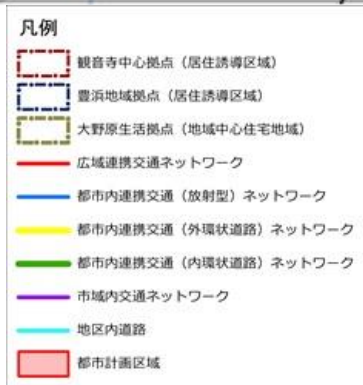 凡例
観音寺中心拠点（居住誘導区域）
豊浜地域拠点（居住誘導区域）
大野原生活拠点（地域中心住宅地域）
広域連携交通ネットワーク
都市内連携交通（放射型）ネットワーク
都市内連携交通（外環状道路）ネットワーク
都市内連携交通（内環状道路）ネットワーク
市域内交通ネットワーク
地区内道路
都市計画区域